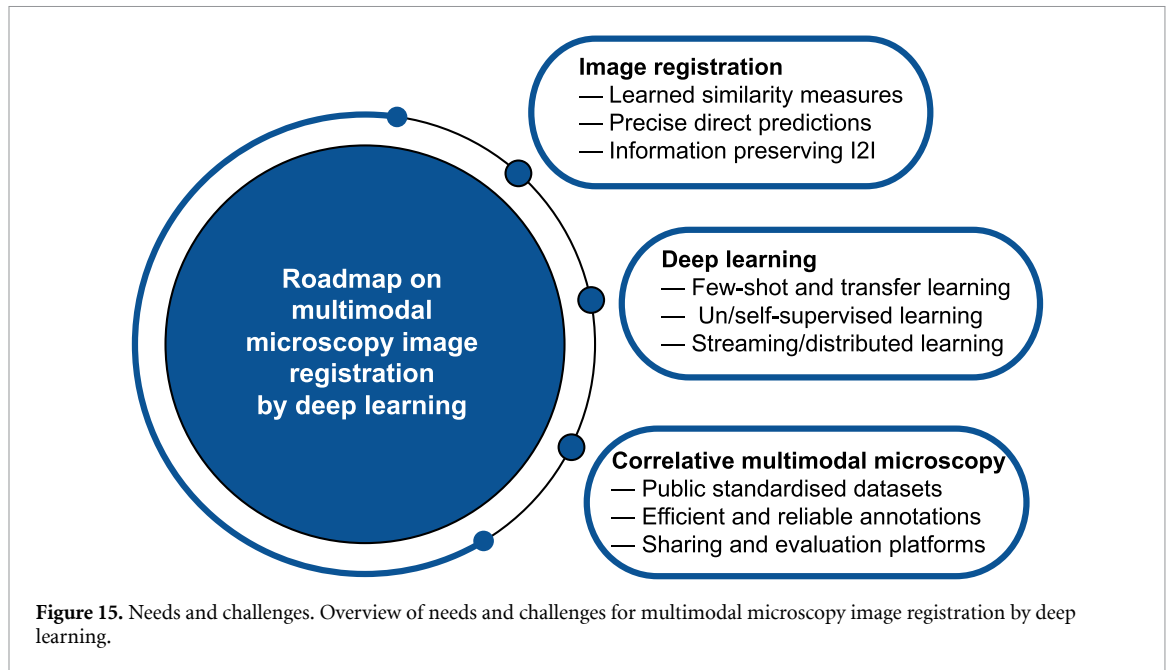 Roadmap on
multimodal
microscopy image
registration
by deep learning
Image registration
— Learned similarity measures
— Precise direct predictions
— Information preserving I2I
Deep learning
— Few-shot and transfer learning
— Un/self-supervised learning
— Streaming/distributed learning
Correlative multimodal microscopy
— Public standardised datasets
— Efficient and reliable annotations
— Sharing and evaluation platforms
Figure 15. Needs and challenges. Overview of needs and challenges for multimodal microscopy image registration by deep
learning.